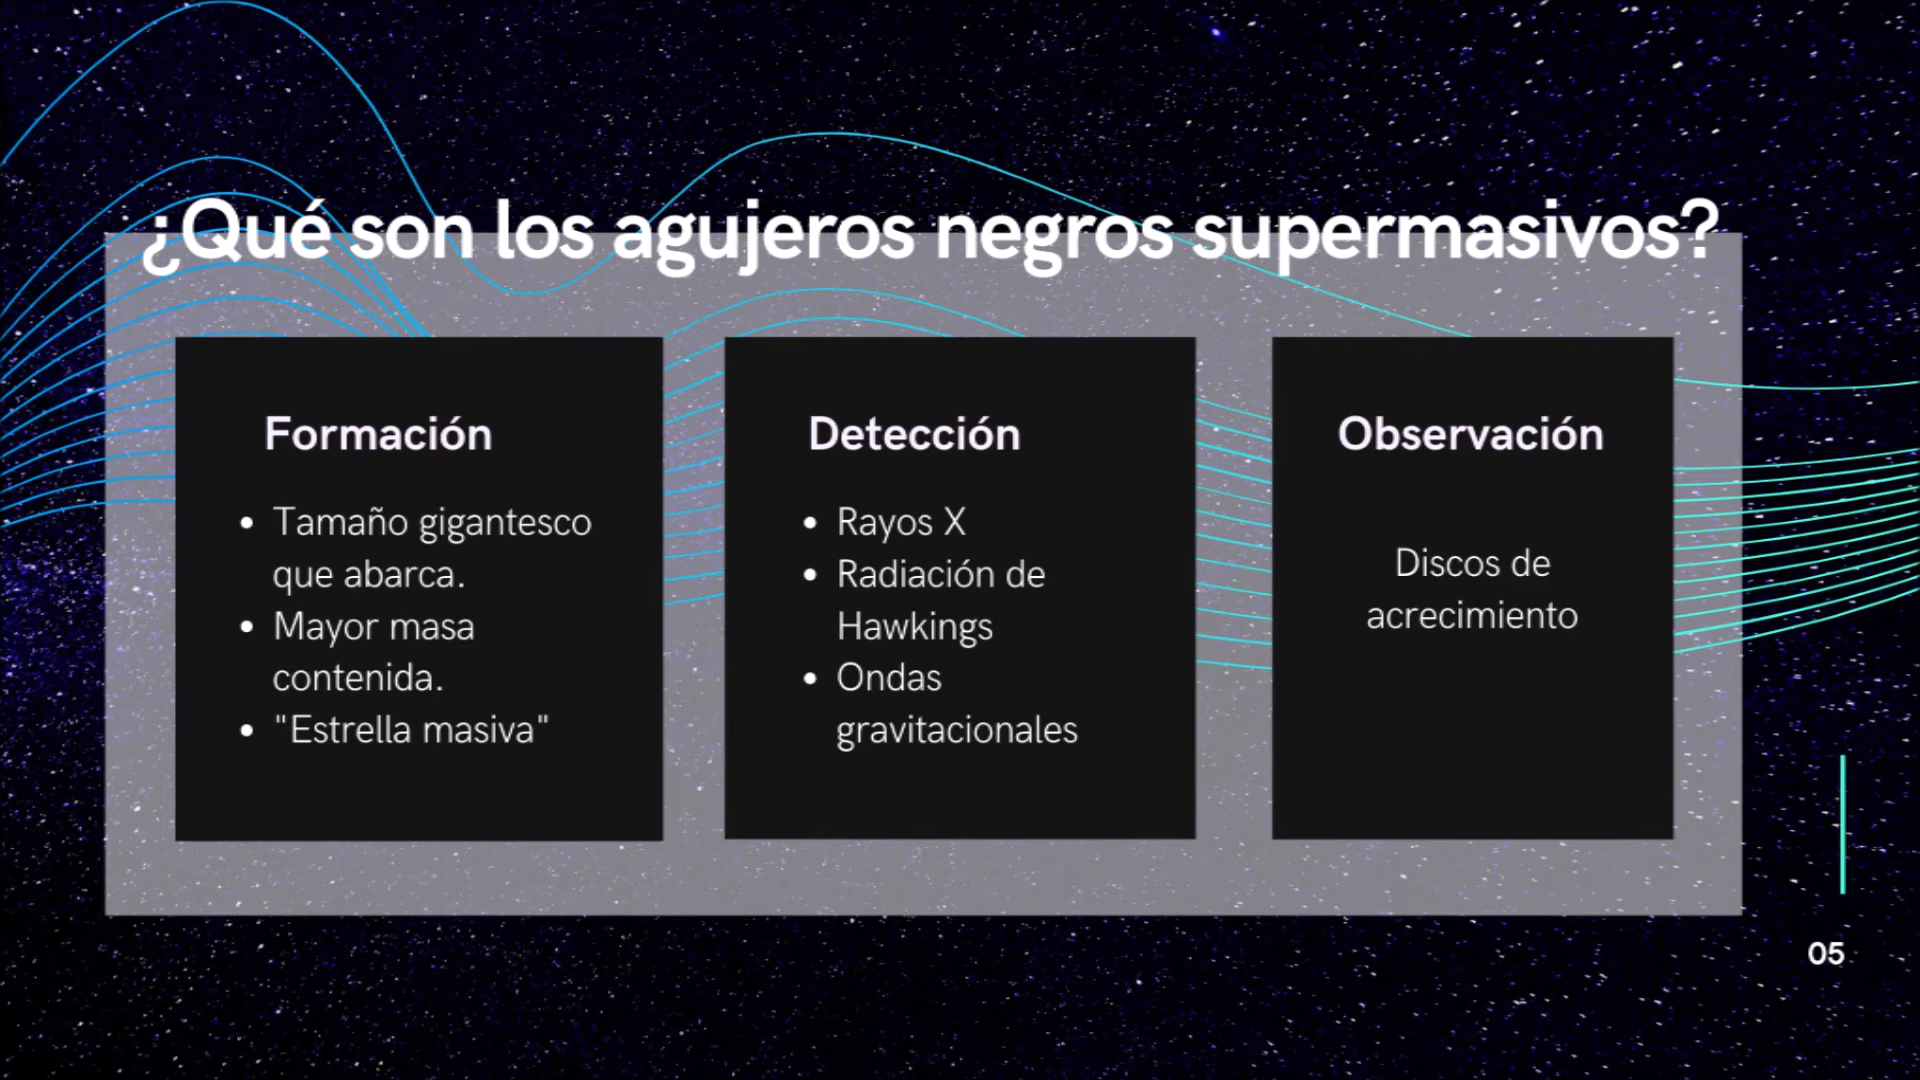 ¿Qué son los agujeros negros supermasivos?
Formación
• Tamaño gigantesco
que abarca.
• Mayor masa
contenida.
• "Estrella masiva"
Detección
• Rayos X
• Radiación de
Hawkings
• Ondas
gravitacionales
Observación
Discos de
acrecimiento
05